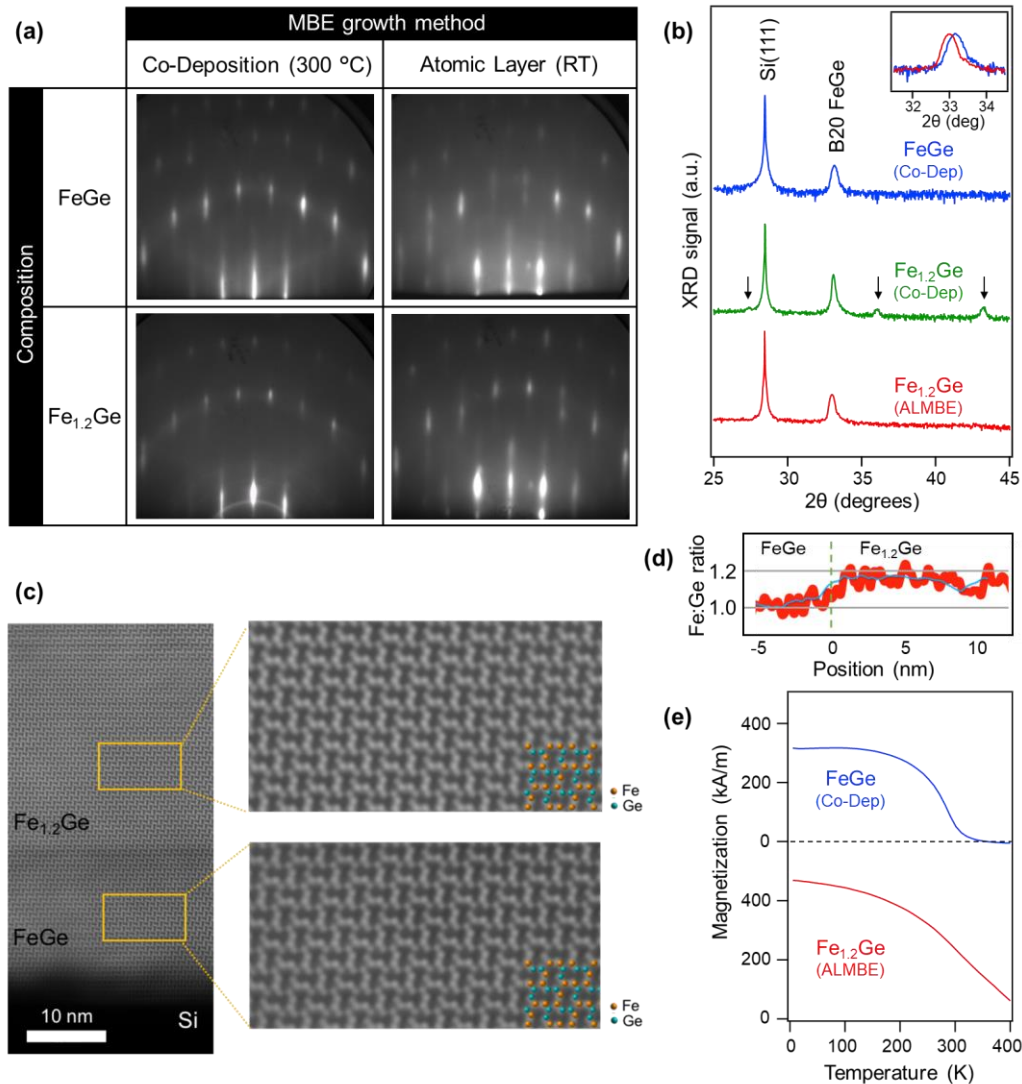 (a)
MBE growth method
Co-Deposition (300 °C)
Atomic Layer (RT)
Composition
FeGe
Fe1.2Ge
(b)
Si(111)
B20 FeGe
32 33 34
2θ (deg)
FeGe
(Co-Dep)
Fe1.2Ge
(Co-Dep)
Fe1.2Ge
(ALMBE)
XRD signal (a.u.)
25 30 35 40 45
2θ (degrees)
(c)
Fe1.2Ge
FeGe
10 nm
Si
Fe
Ge
Fe
Ge
(d)
FeGe
Fe1.2Ge
Fe:Ge ratio
1.2
1.0
-5 0 5 10
Position (nm)
(e)
Magnetization (kA/m)
400
200
0
400
200
0
FeGe
(Co-Dep)
Fe1.2Ge
(ALMBE)
0 100 200 300 400
Temperature (K)